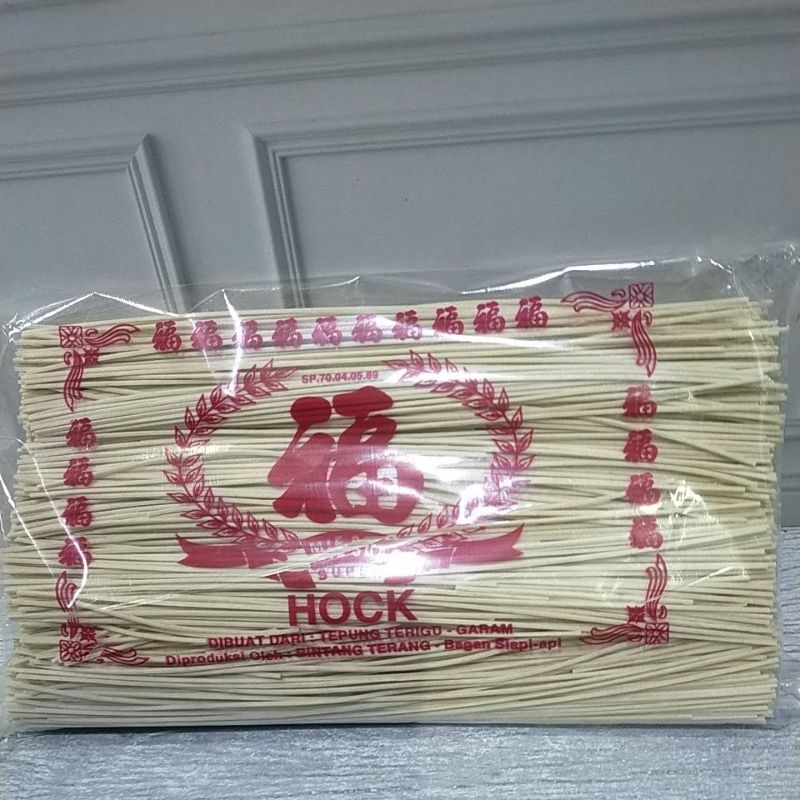 福福福福福福福福福福
SP.70.04.05.89
福
福
福
福
福
福
福
福
福
HOCK
DIBUAT DARI : TEPUNG TERIGU - GARAM
Diproduksi Oleh : BINTANG TERANG - Bagan Siapi-api